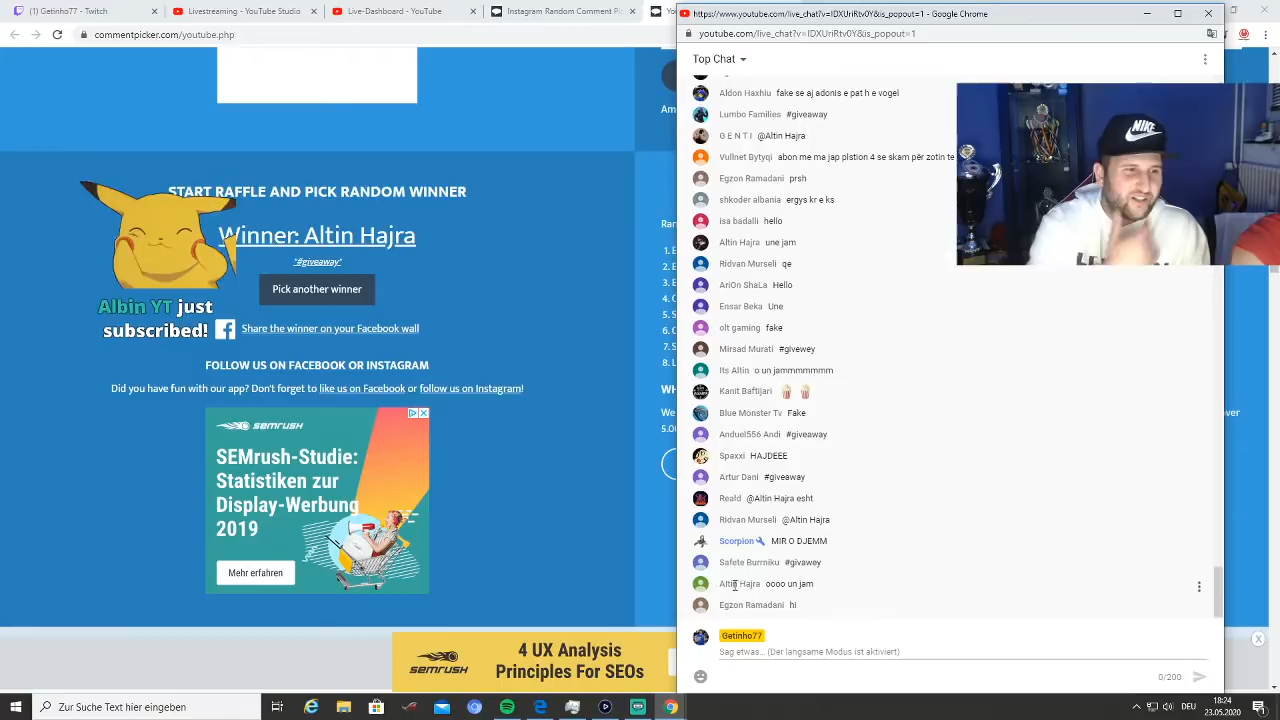 (1) Getinho77 - Twitch
Livestreaming - YouTube Studio
Live-Dashboard - YouTube
Instagram Random Comment Pic
commentpicker.com/youtube.php
START RAFFLE AND PICK RANDOM WINNER
Winner: Altin Hajra
"#giveaway"
Pick another winner
Albin YT just
subscribed!
Share the winner on your Facebook wall
FOLLOW US ON FACEBOOK OR INSTAGRAM
Did you have fun with our app? Don't forget to like us on Facebook or follow us on Instagram!
SEMRUSH
SEMrush-Studie:
Statistiken zur
Display-Werbung
2019
Mehr erfahren
SEMRUSH
4 UX Analysis
Principles For SEOs
https://www.youtube.com/live_chat?v=IDXUriRtv0Y&is_popout=1 - Google Chrome
youtube.com/live_chat?v=IDXUriRtv0Y&is_popout=1
Top Chat
Aldon Haxhiu fake se aj adonis e pat h e vogel
Lumbo Families #giveaway
G E N T I @Altin Hajra
Vullnet Bytyqi abon me ma jap plstion 4 se skam për zotin te
Egzon Ramadani prsh
shkoder albania ergys kr e ks
isa badalli hello
Altin Hajra une jam
Ridvan Murseli qe
AriOn ShaLa Hello
Ensar Beka Une
olt gaming fake
Mirsad Murati #givewey
Its Altin o un jammmmmmm
Kanit Baftijari 🍿 🍿
Blue Monster Tv Fake
Anduel556 Andi #giveaway
Spaxxi HAJDEEE
Artur Dani #giveaway
Reald @Altin Hajra esht
Ridvan Murseli @Altin Hajra
Scorpion MIR O DJEMM
Safete Burrniku #givawey
Altin Hajra oooo un jam
Egzon Ramadani hi
Getinho77
Sag etwas... (Der langsame Modus ist aktiviert)
0/200
NIKE
Zur Suche Text hier eingeben
DEU
18:24
23.05.2020